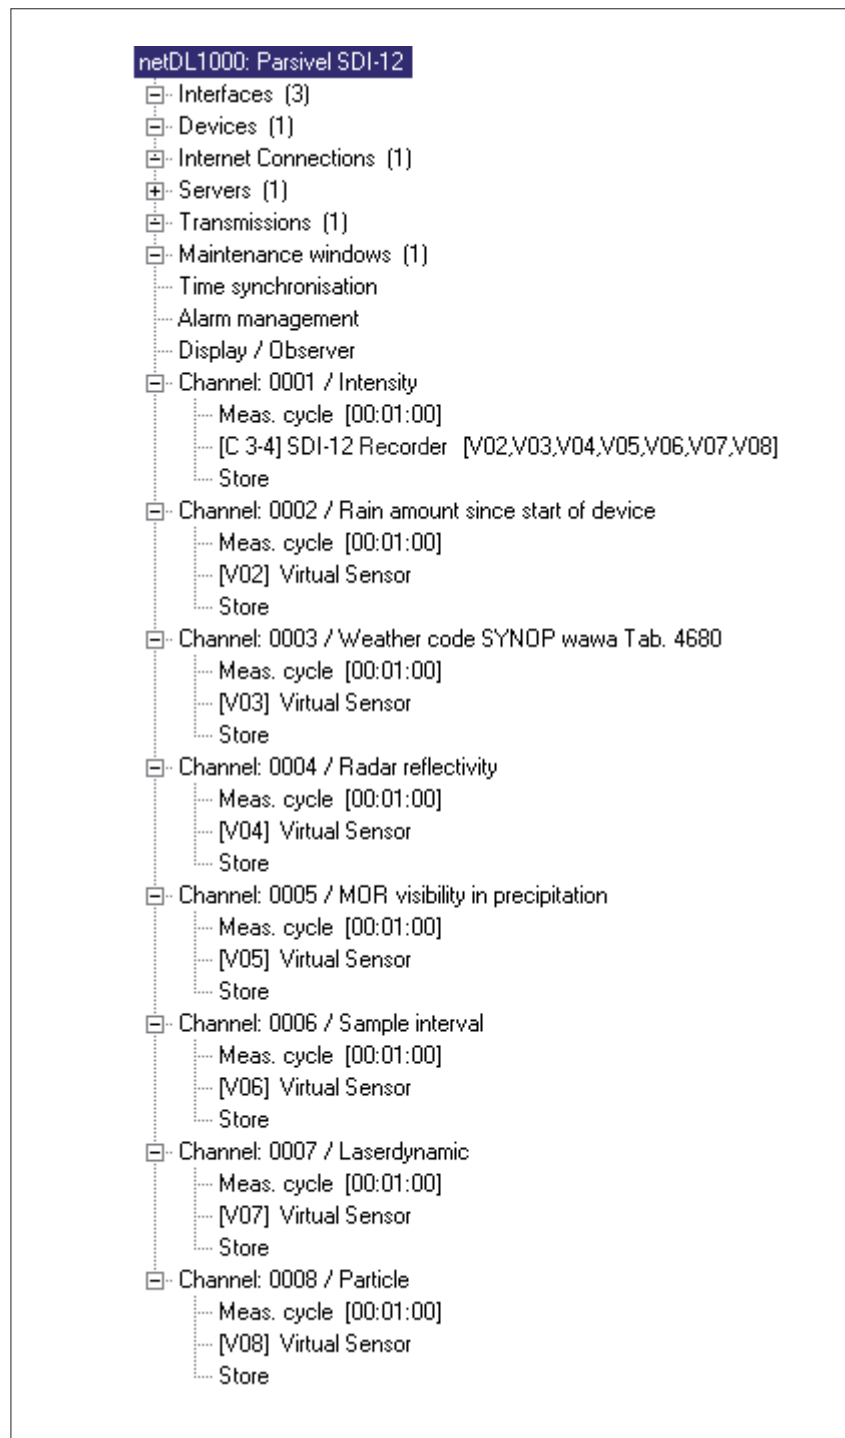 netDL1000: Parsivel SDI-12
Interfaces (3)
Devices (1)
Internet Connections (1)
Servers (1)
Transmissions (1)
Maintenance windows (1)
Time synchronisation
Alarm management
Display / Observer
Channel: 0001 / Intensity
Meas. cycle [00:01:00]
[C 3-4] SDI-12 Recorder [V02,V03,V04,V05,V06,V07,V08]
Store
Channel: 0002 / Rain amount since start of device
Meas. cycle [00:01:00]
[V02] Virtual Sensor
Store
Channel: 0003 / Weather code SYNOP wawa Tab. 4680
Meas. cycle [00:01:00]
[V03] Virtual Sensor
Store
Channel: 0004 / Radar reflectivity
Meas. cycle [00:01:00]
[V04] Virtual Sensor
Store
Channel: 0005 / MOR visibility in precipitation
Meas. cycle [00:01:00]
[V05] Virtual Sensor
Store
Channel: 0006 / Sample interval
Meas. cycle [00:01:00]
[V06] Virtual Sensor
Store
Channel: 0007 / Laserdynamic
Meas. cycle [00:01:00]
[V07] Virtual Sensor
Store
Channel: 0008 / Particle
Meas. cycle [00:01:00]
[V08] Virtual Sensor
Store